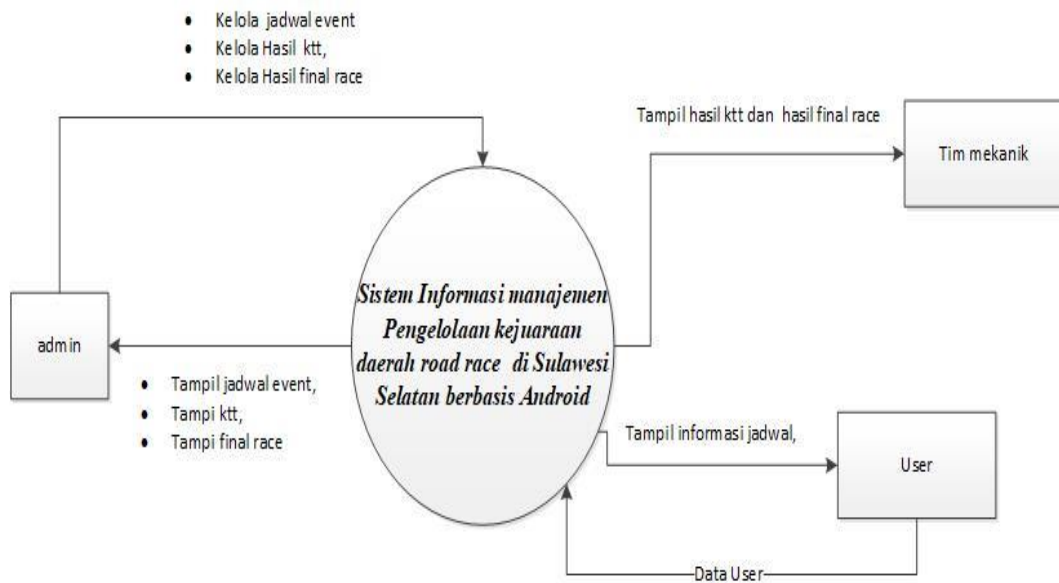 • Kelola jadwal event
• Kelola Hasil ktt,
• Kelola Hasil final race
Tampil hasil ktt dan hasil final race
Tim mekanik
Sistem Informasi manajemen
Pengelolaan kejuaraan
daerah road race di Sulawesi
Selatan berbasis Android
admin
• Tampil jadwal event,
• Tampi ktt,
• Tampi final race
Tampil informasi jadwal,
User
Data User